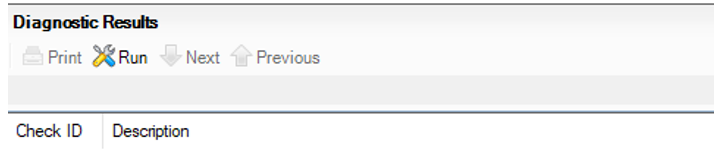 Diagnostic Results
Print Run Next Previous
Check ID Description